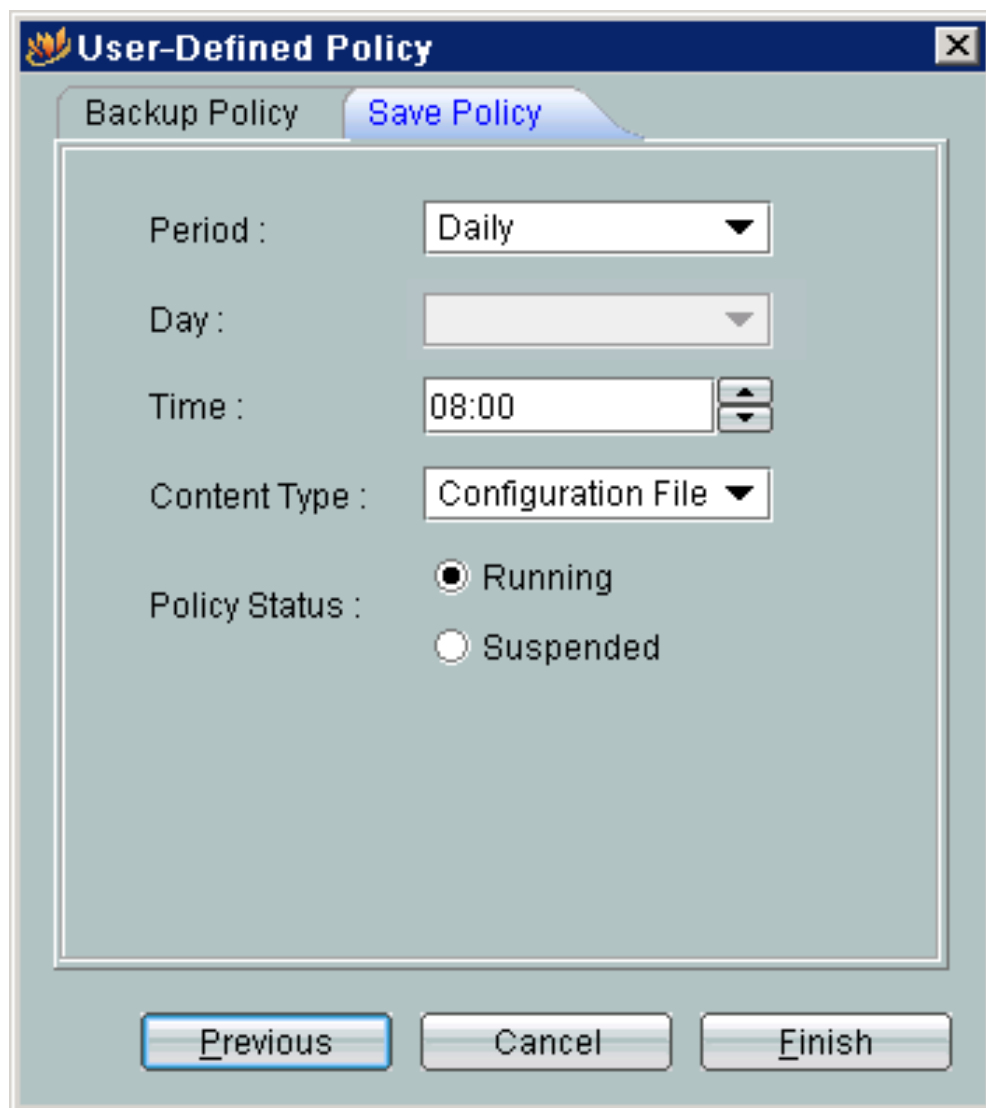 User-Defined Policy
Backup Policy Save Policy
Period : Daily
Day :
Time : 08:00
Content Type : Configuration File
Policy Status : Running
Suspended
Previous Cancel Finish